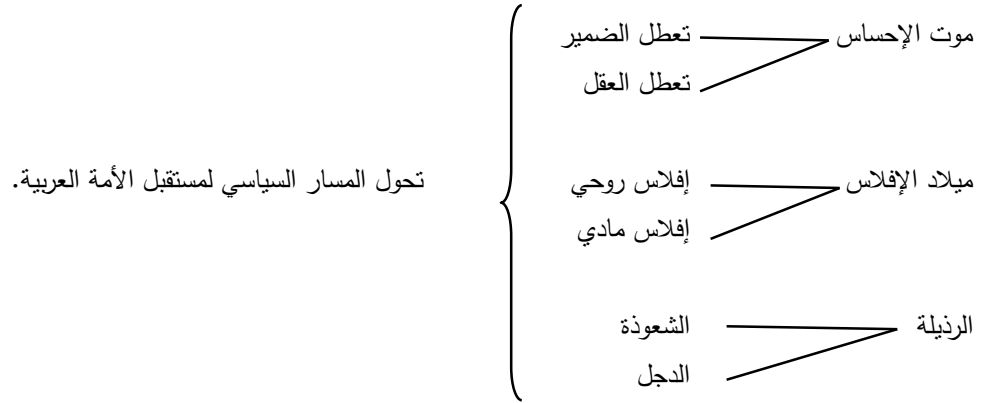 موت الإحساس تعطل الضمير
تعطل العقل
ميلاد الإفلاس إفلاس روحي تحول المسار السياسي لمستقبل الأمة العربية.
إفلاس مادي
الرذيلة الشعوذة
الدجل